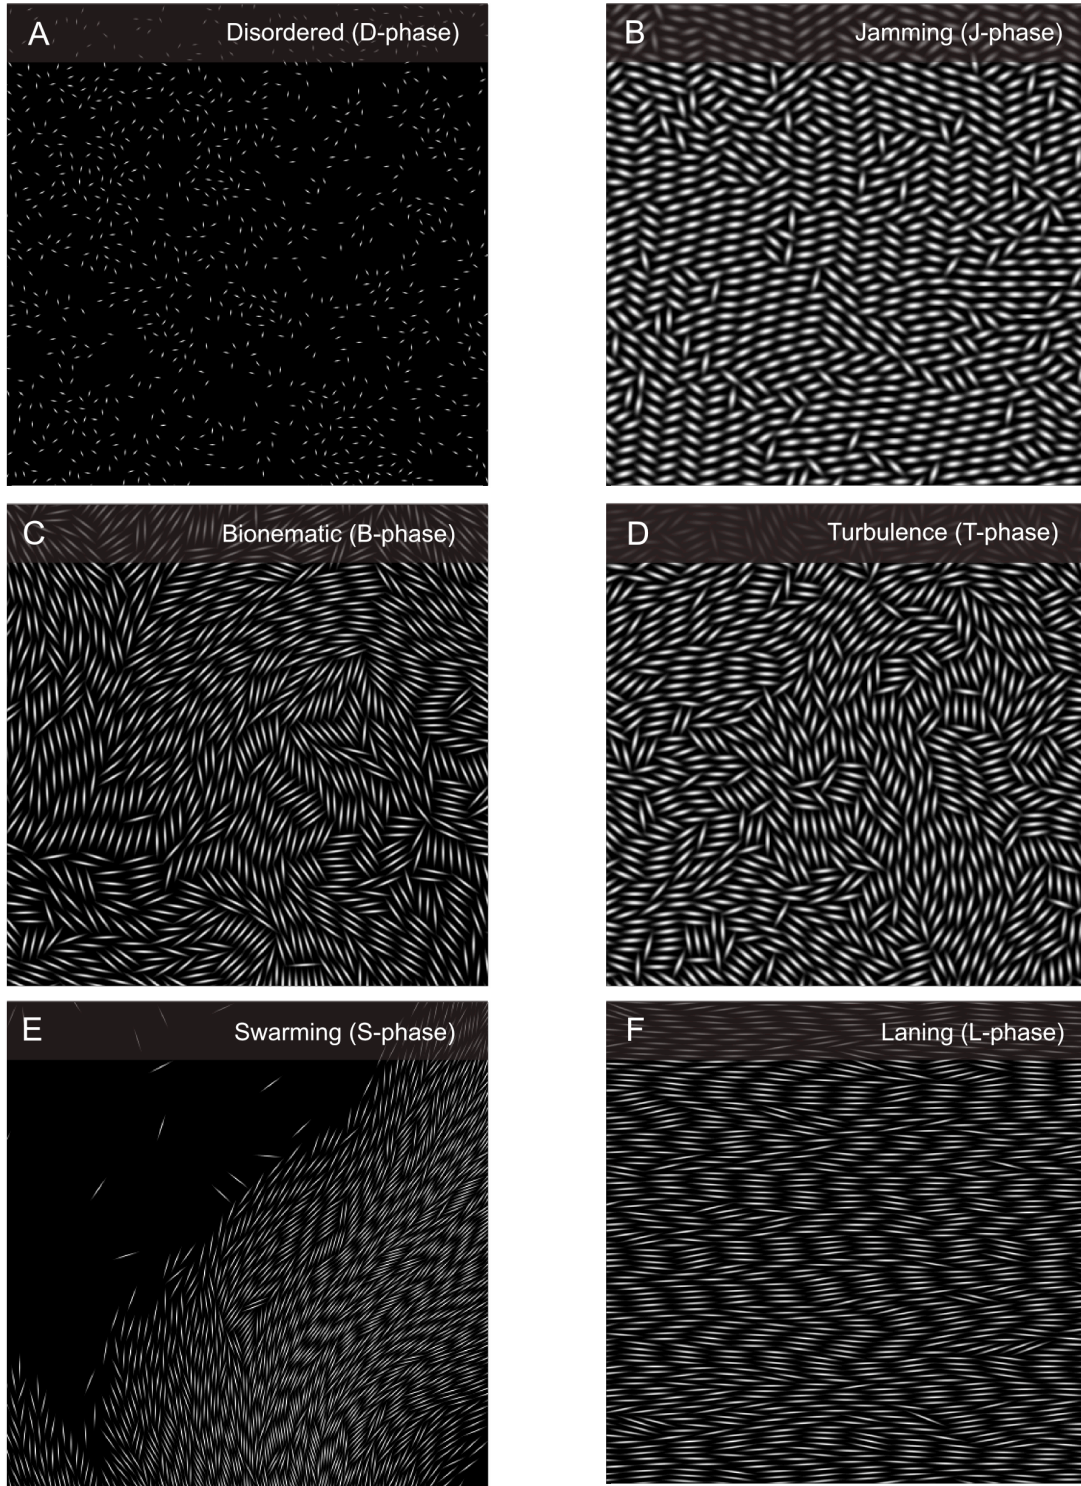 A Disordered (D-phase)
B Jamming (J-phase)
C Bionematic (B-phase)
D Turbulence (T-phase)
E Swarming (S-phase)
F Laning (L-phase)